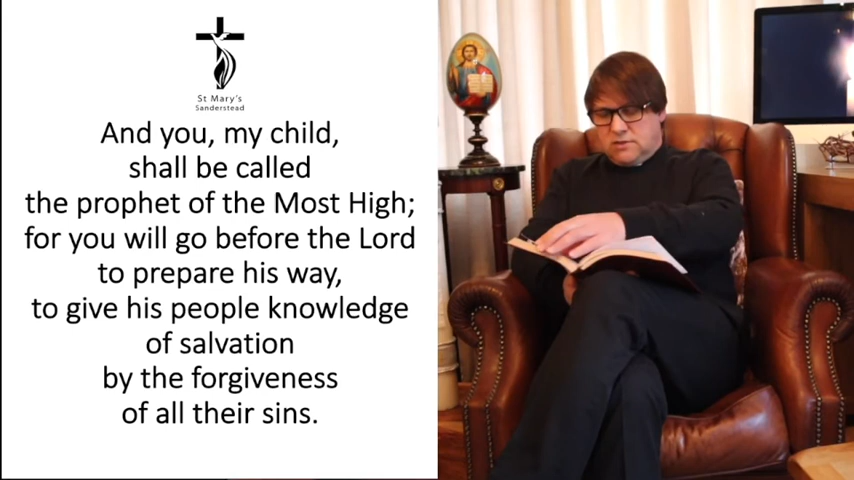 St Mary's
Sanderstead
And you, my child,
shall be called
the prophet of the Most High;
for you will go before the Lord
to prepare his way,
to give his people knowledge
of salvation
by the forgiveness
of all their sins.